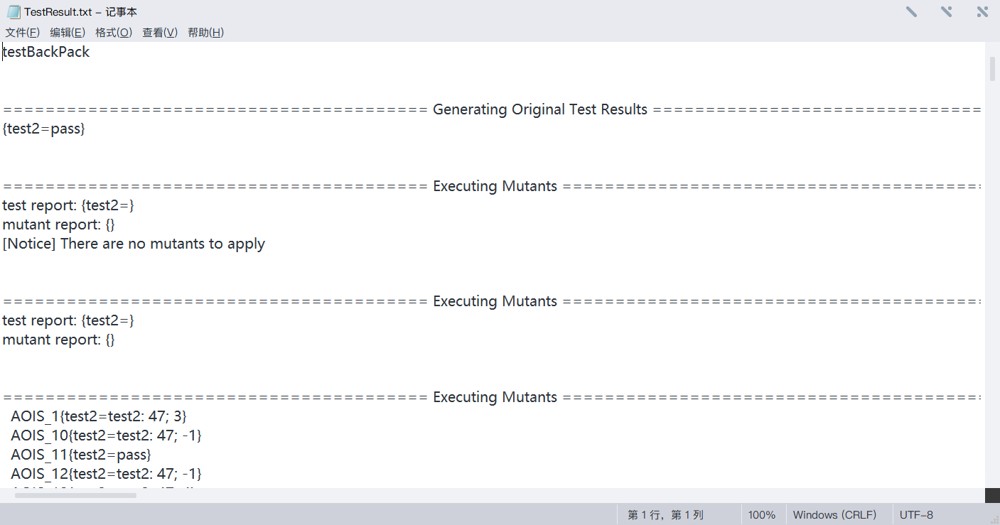 TestResult.txt – 记事本
文件(F) 编辑(E) 格式(O) 查看(V) 帮助(H)
testBackPack
======================================== Generating Original Test Results ===============================
{test2=pass}
======================================== Executing Mutants ========================================
test report: {test2=}
mutant report: {}
[Notice] There are no mutants to apply
======================================== Executing Mutants ========================================
test report: {test2=}
mutant report: {}
======================================== Executing Mutants ========================================
AOIS_1{test2=test2: 47; 3}
AOIS_10{test2=test2: 47; -1}
AOIS_11{test2=pass}
AOIS_12{test2=test2: 47; -1}
第 1 行，第 1 列 100% Windows (CRLF) UTF-8